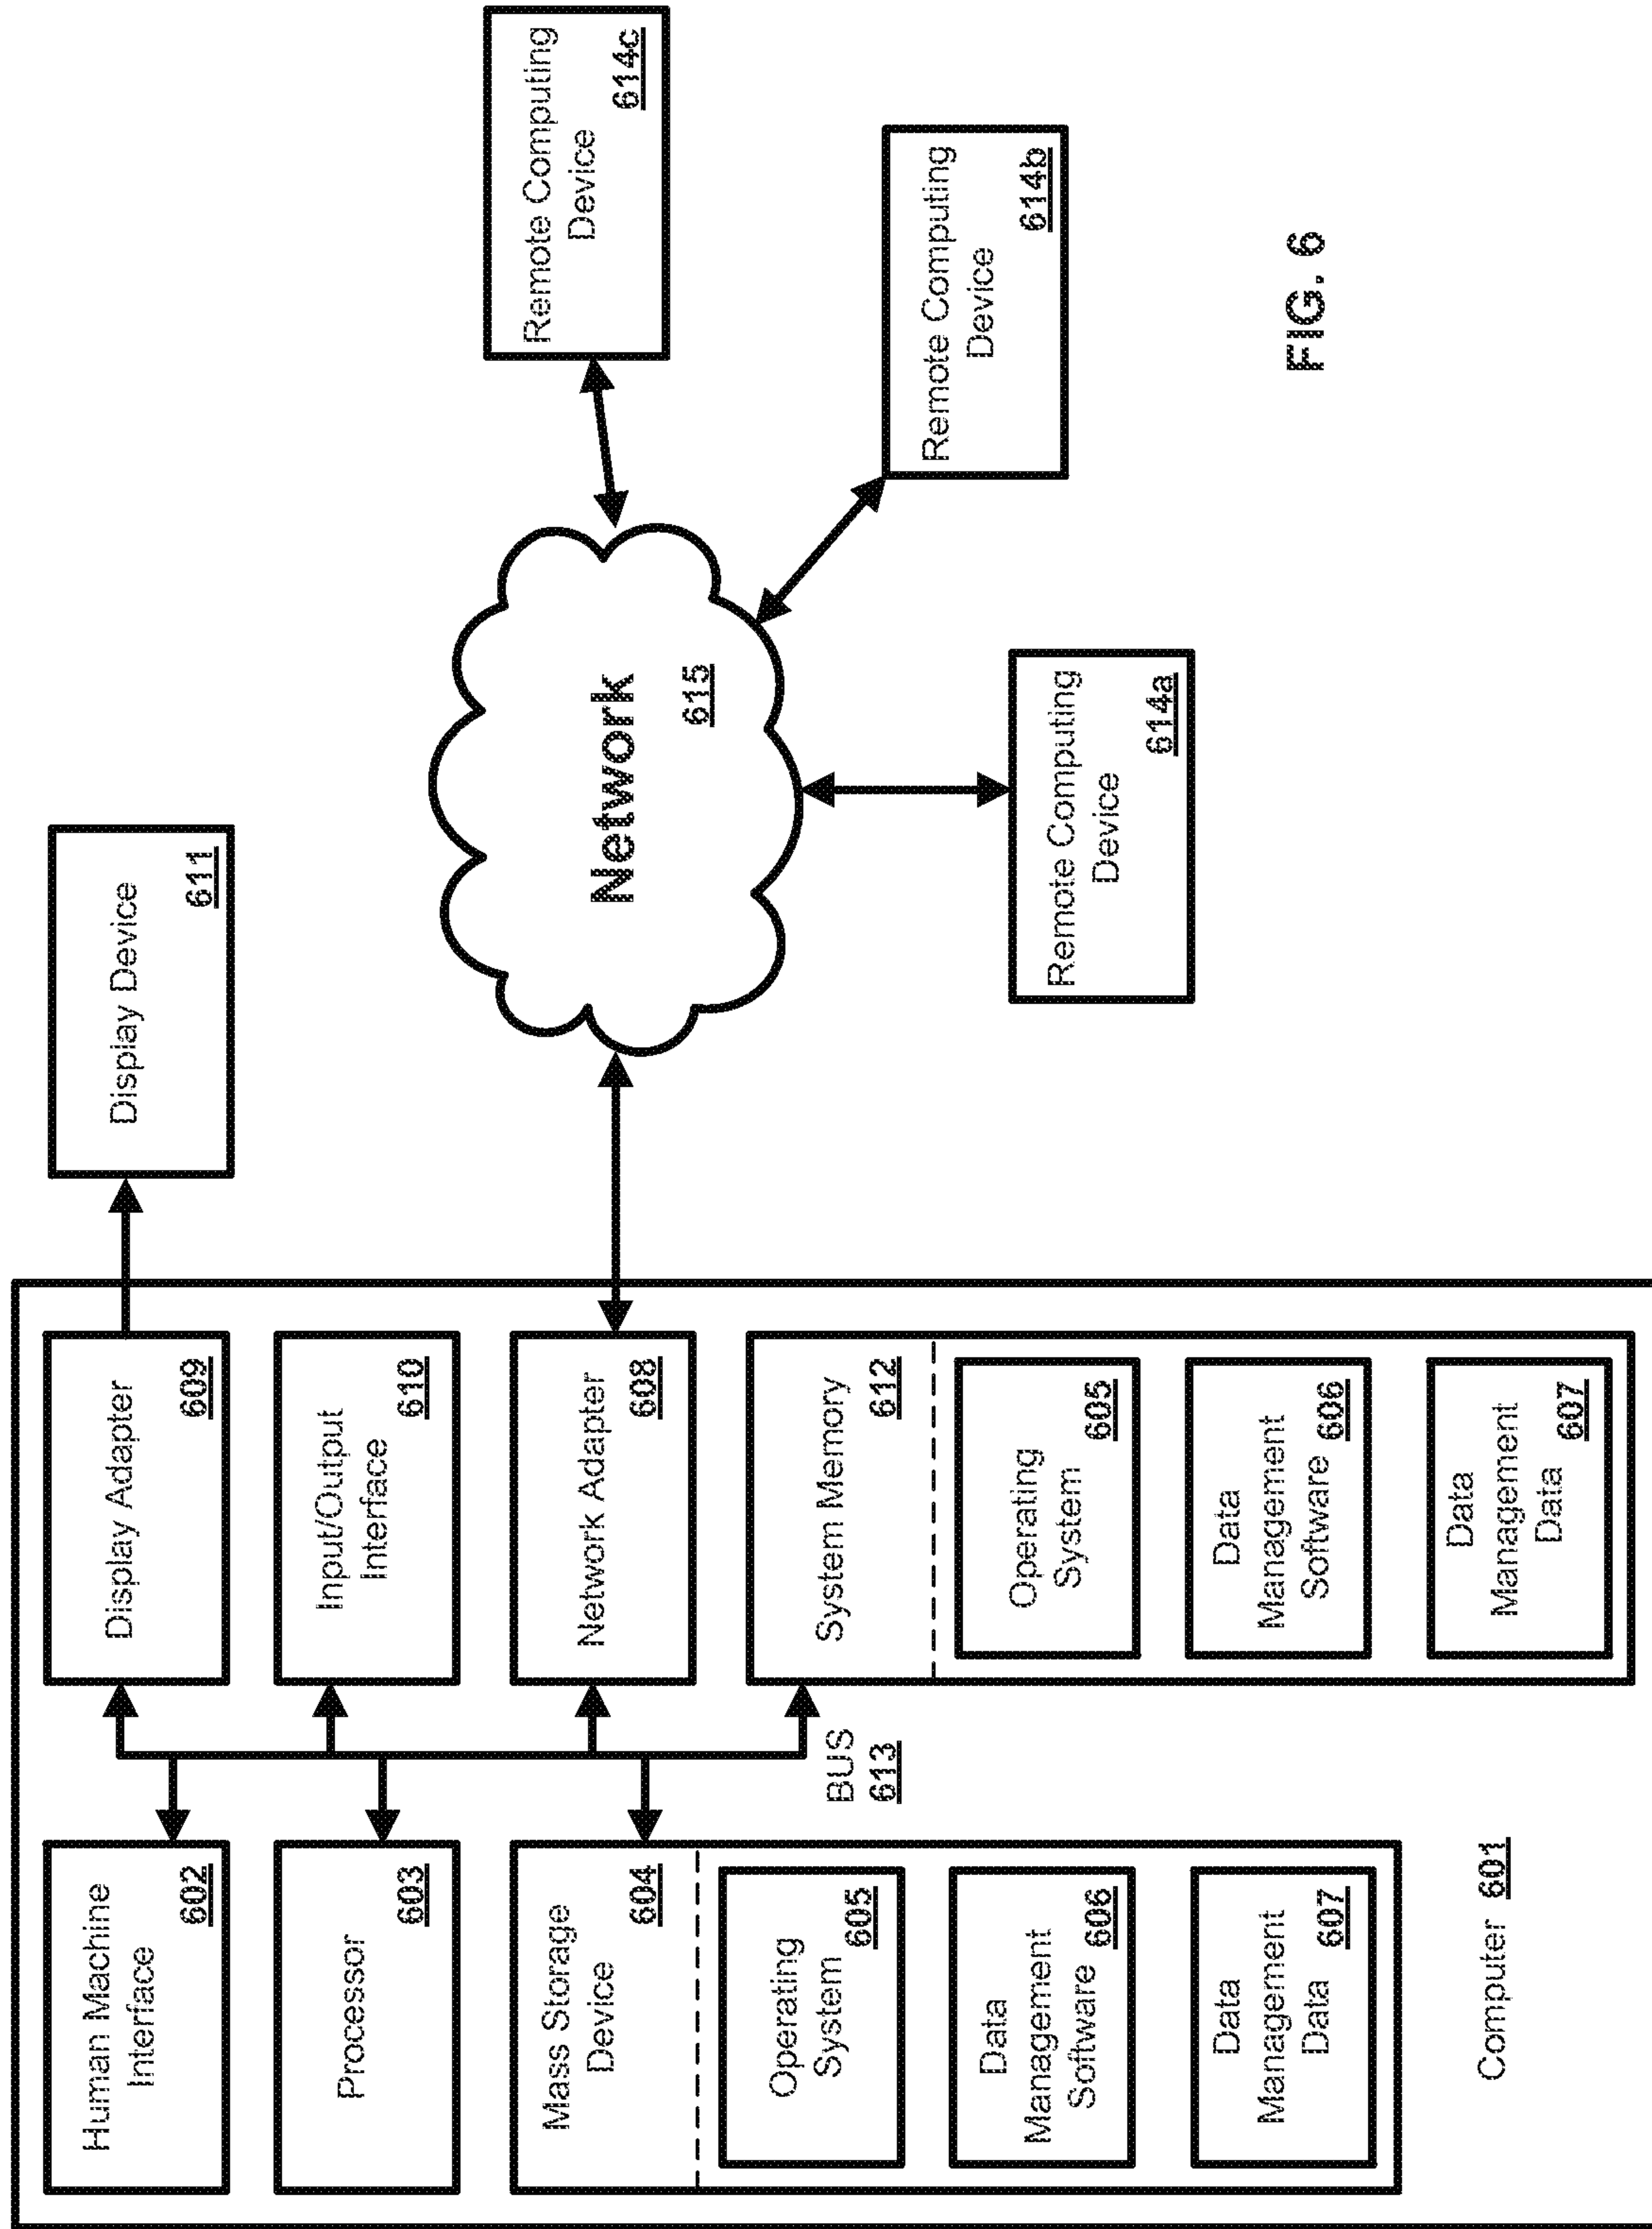 Human Machine
Interface
602
Processor
603
Mass Storage
Device
604
Operating
System
605
Data
Management
Software 606
Data
Management
Data
607
Computer 601
BUS
613
Display Adapter
609
Input/Output
Interface
610
Network Adapter
608
System Memory
612
Operating
System
605
Data
Management
Software 606
Data
Management
Data
607
Display Device
611
Network
615
Remote Computing
Device
614a
Remote Computing
Device
614b
Remote Computing
Device
614c
FIG. 6